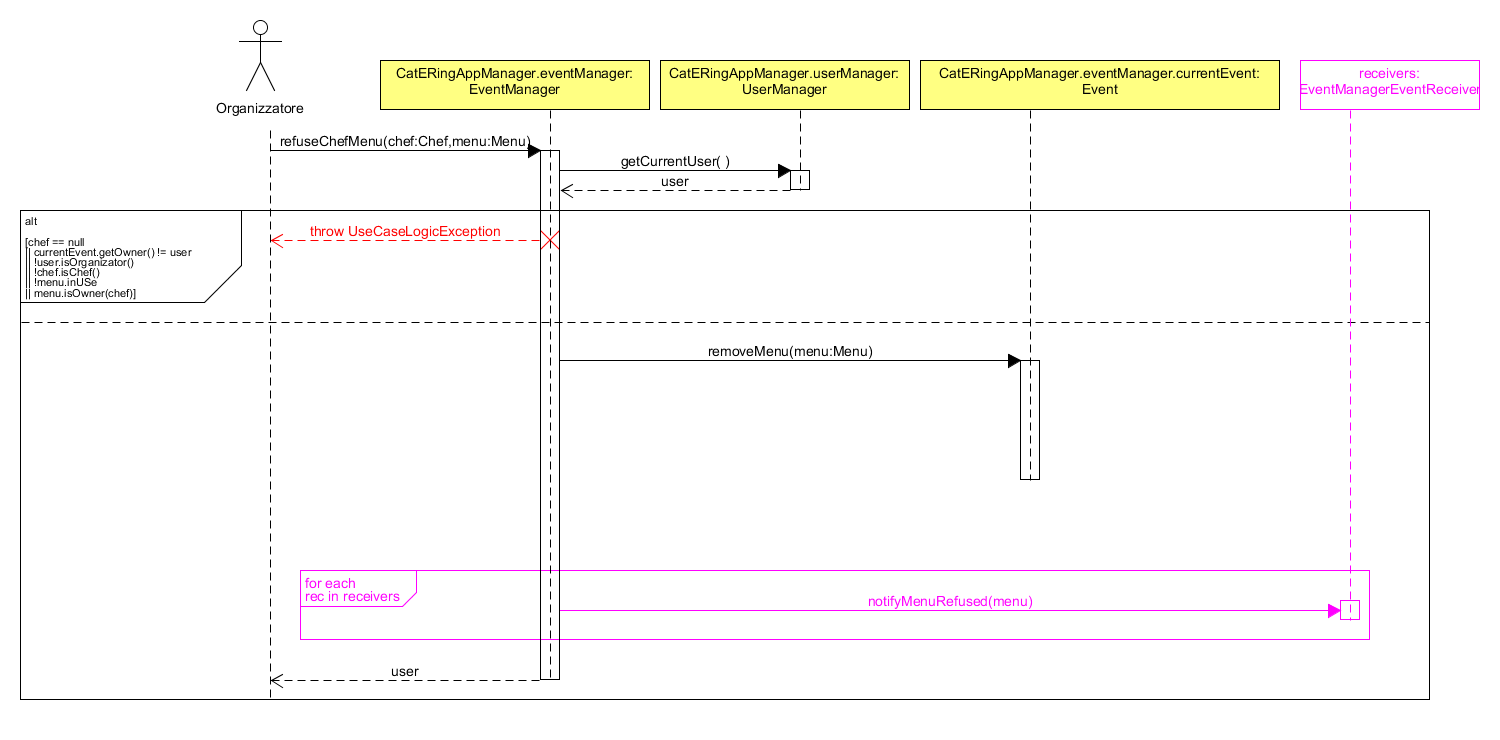 Organizzatore
CatERingAppManager.eventManager:
EventManager
CatERingAppManager.userManager:
UserManager
CatERingAppManager.eventManager.currentEvent:
Event
receivers:
EventManagerEventReceiver
refuseChefMenu(chef:Chef,menu:Menu)
getCurrentUser( )
user
alt
[chef == null
|| currentEvent.getOwner() != user
|| !user.isOrganizator()
|| !chef.isChef()
|| !menu.inUSe
|| menu.isOwner(chef)]
throw UseCaseLogicException
removeMenu(menu:Menu)
for each
rec in receivers
notifyMenuRefused(menu)
user